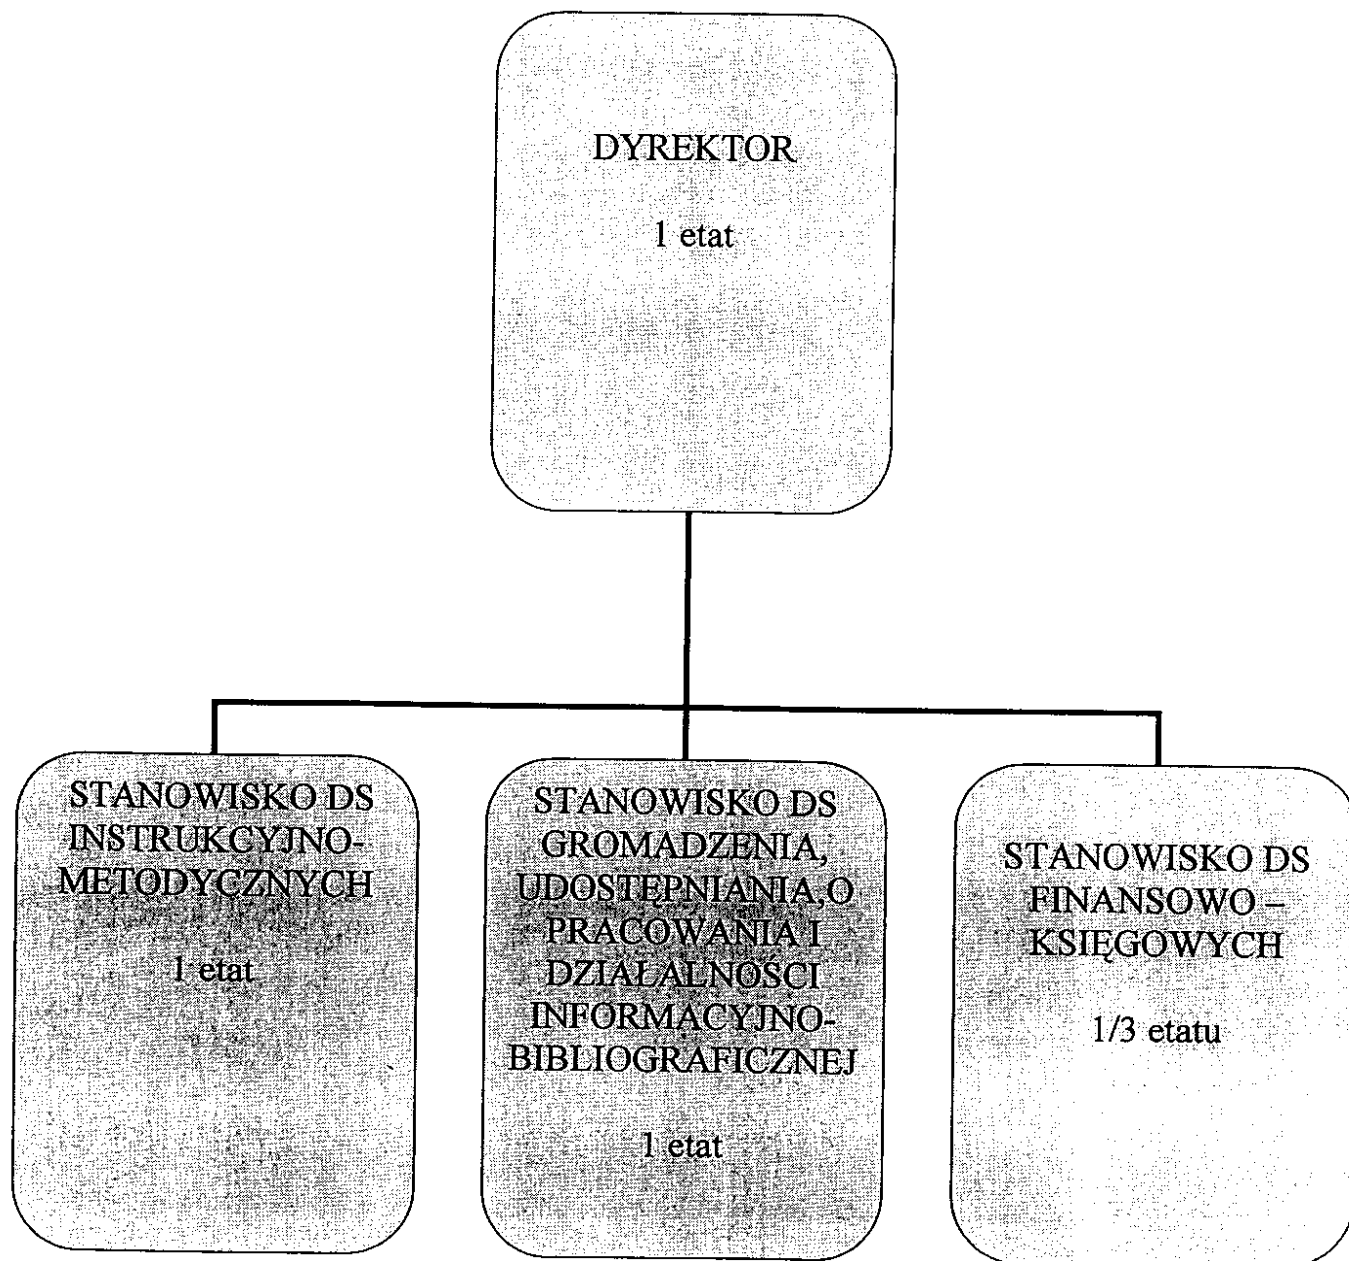 DYREKTOR
1 etat
STANOWISKO DS
INSTRUKCYJNO-
METODYCZNYCH
1 etat
STANOWISKO DS
GROMADZENIA,
UDOSTĘPNIANIA,O
PRACOWANIA I
DZIAŁALNOŚCI
INFORMACYJNO-
BIBLIOGRAFICZNEJ
1 etat
STANOWISKO DS
FINANSOWO –
KSIĘGOWYCH
1/3 etatu